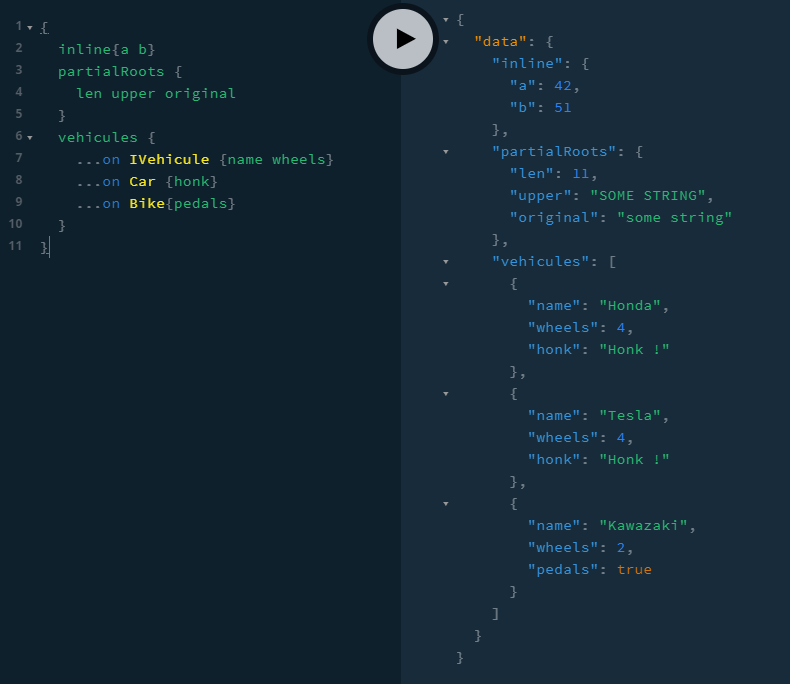 1 {
2   inline{a b}
3   partialRoots {
4     len upper original
5   }
6   vehicules {
7     ...on IVehicule {name wheels}
8     ...on Car {honk}
9     ...on Bike{pedals}
10   }
11 }
{
  "data": {
    "inline": {
      "a": 42,
      "b": 51
    },
    "partialRoots": {
      "len": 11,
      "upper": "SOME STRING",
      "original": "some string"
    },
    "vehicules": [
      {
        "name": "Honda",
        "wheels": 4,
        "honk": "Honk !"
      },
      {
        "name": "Tesla",
        "wheels": 4,
        "honk": "Honk !"
      },
      {
        "name": "Kawazaki",
        "wheels": 2,
        "pedals": true
      }
    ]
  }
}